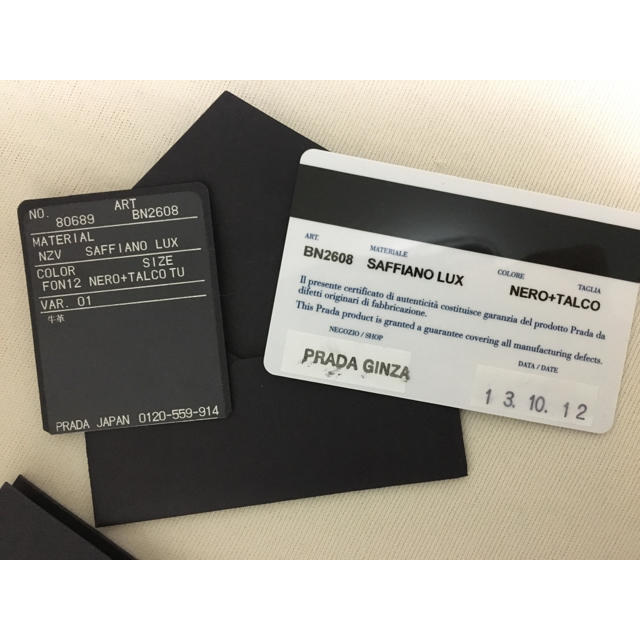 NO. ART
80689 BN2608
MATERIAL
NZV SAFFIANO LUX
COLOR SIZE
FON12 NERO+TALCO TU
VAR. 01
牛革
PRADA JAPAN 0120-559-914
ART. MATERIALE COLORE TAGLIA
BN2608 SAFFIANO LUX NERO+TALCO
Il presente certificato di autenticità costituisce garanzia del prodotto Prada da
difetti originari di fabbricazione.
This Prada product is granted a guarantee covering all manufacturing defects.
NEGOZIO / SHOP DATA / DATE
PRADA GINZA 13.10.12